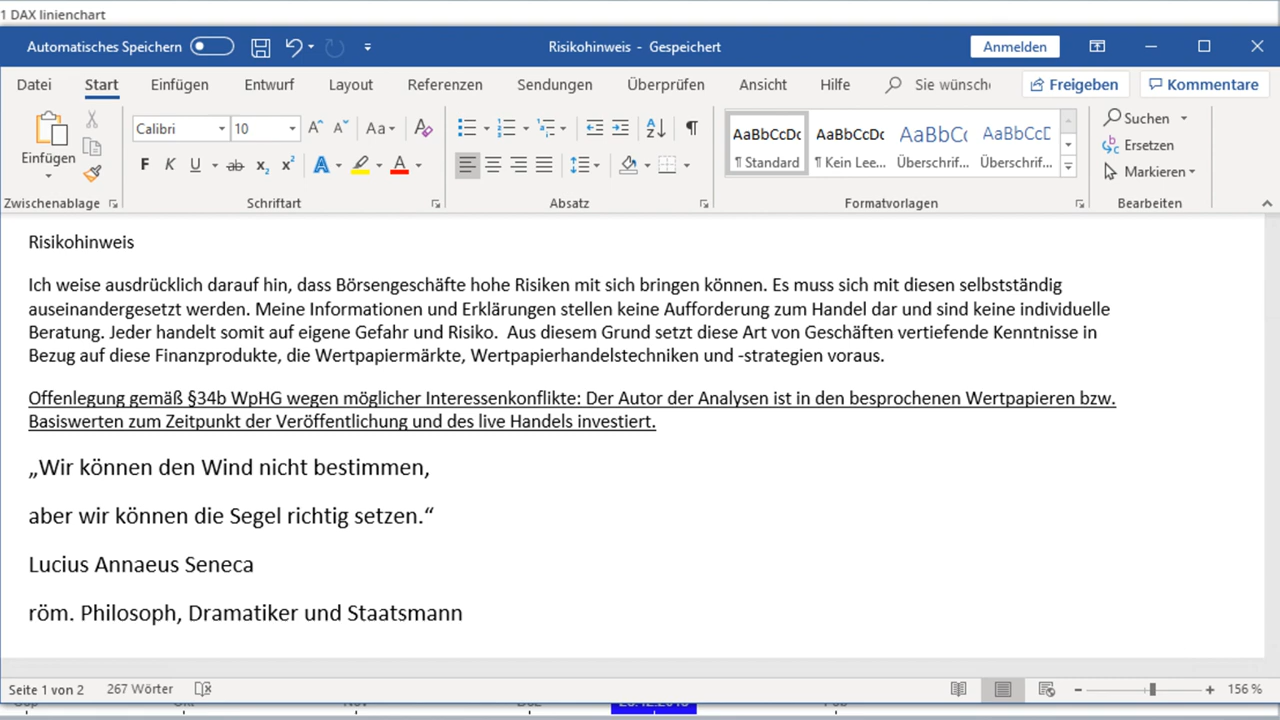 1 DAX linienchart
Automatisches Speichern
Risikohinweis - Gespeichert
Anmelden
Datei Start Einfügen Entwurf Layout Referenzen Sendungen Überprüfen Ansicht Hilfe Sie wünsch Freigeben Kommentare
Einfügen
Calibri 10
AaBbCcDc AaBbCcDc AaBbC AaBbCcD
¶ Standard ¶ Kein Lee... Überschrif... Überschrif...
Suchen
Ersetzen
Markieren
Zwischenablage Schriftart Absatz Formatvorlagen Bearbeiten
Risikohinweis
Ich weise ausdrücklich darauf hin, dass Börsengeschäfte hohe Risiken mit sich bringen können. Es muss sich mit diesen selbstständig
auseinandergesetzt werden. Meine Informationen und Erklärungen stellen keine Aufforderung zum Handel dar und sind keine individuelle
Beratung. Jeder handelt somit auf eigene Gefahr und Risiko. Aus diesem Grund setzt diese Art von Geschäften vertiefende Kenntnisse in
Bezug auf diese Finanzprodukte, die Wertpapiermärkte, Wertpapierhandelstechniken und -strategien voraus.
Offenlegung gemäß §34b WpHG wegen möglicher Interessenkonflikte: Der Autor der Analysen ist in den besprochenen Wertpapieren bzw.
Basiswerten zum Zeitpunkt der Veröffentlichung und des live Handels investiert.
„Wir können den Wind nicht bestimmen,
aber wir können die Segel richtig setzen.“
Lucius Annaeus Seneca
röm. Philosoph, Dramatiker und Staatsmann
Seite 1 von 2 267 Wörter 156 %